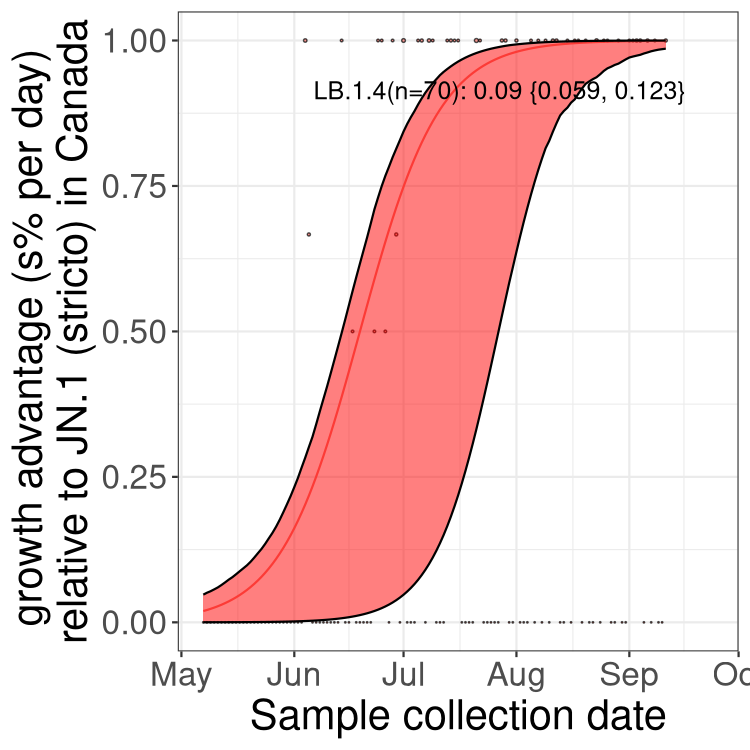 growth advantage (s% per day)
relative to JN.1 (stricto) in Canada
1.00
0.75
0.50
0.25
0.00
LB.1.4(n=70): 0.09 {0.059, 0.123}
May Jun Jul Aug Sep Oc
Sample collection date